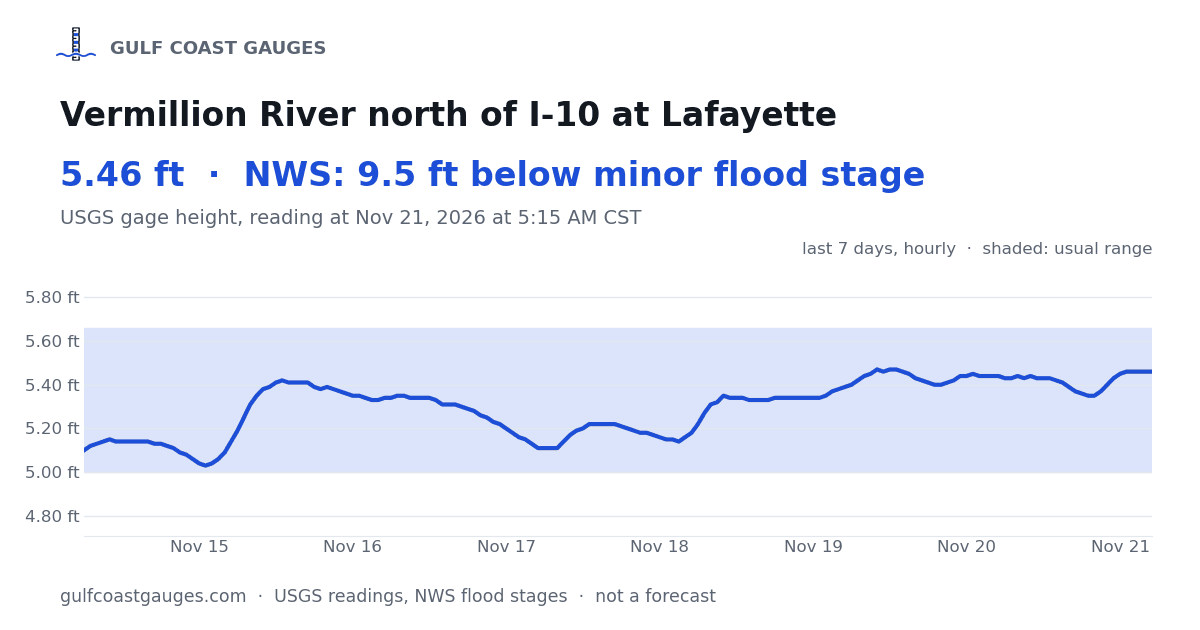 GULF COAST GAUGES
Vermillion River north of I-10 at Lafayette
5.46 ft · NWS: 9.5 ft below minor flood stage
USGS gage height, reading at Nov 21, 2026 at 5:15 AM CST
last 7 days, hourly · shaded: usual range
5.80 ft
5.60 ft
5.40 ft
5.20 ft
5.00 ft
4.80 ft
Nov 15 Nov 16 Nov 17 Nov 18 Nov 19 Nov 20 Nov 21
gulfcoastgauges.com · USGS readings, NWS flood stages · not a forecast